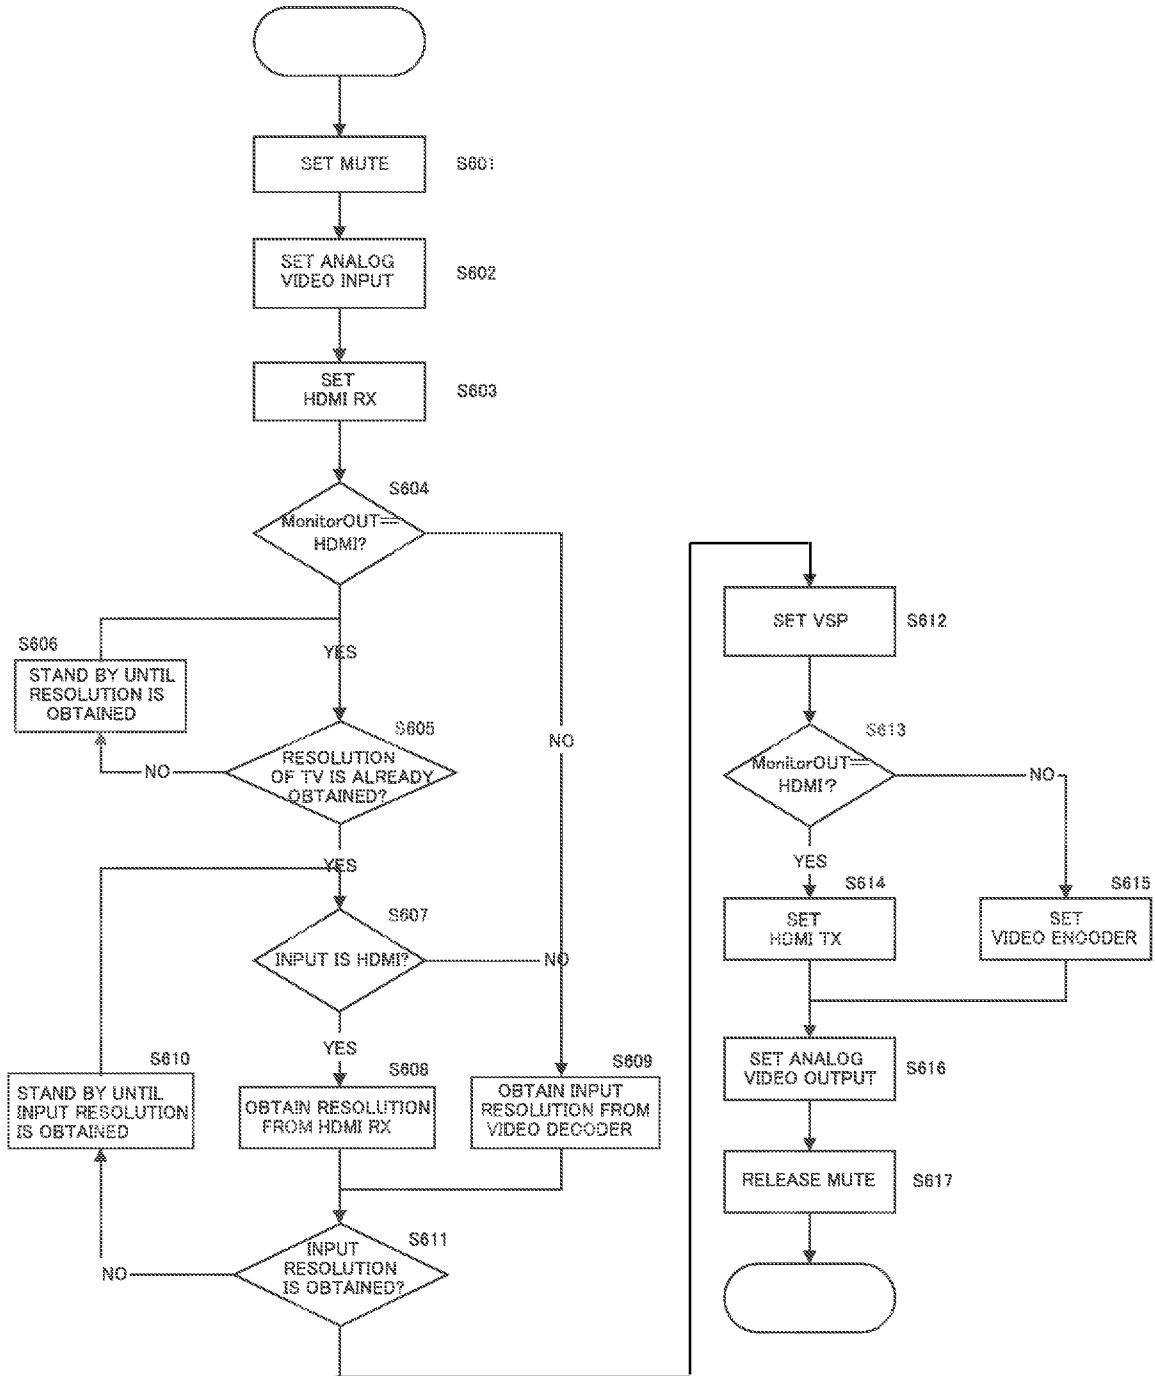 SET MUTE
S601
SET ANALOG
VIDEO INPUT
S602
SET
HDMI RX
S603
S604
MonitorOUT==
HDMI?
YES
NO
S606
STAND BY UNTIL
RESOLUTION IS
OBTAINED
S605
RESOLUTION
OF TV IS ALREADY
OBTAINED?
NO
YES
S607
INPUT IS HDMI?
NO
YES
S608
OBTAIN RESOLUTION
FROM HDMI RX
S609
OBTAIN INPUT
RESOLUTION FROM
VIDEO DECODER
S610
STAND BY UNTIL
INPUT RESOLUTION
IS OBTAINED
S611
INPUT
RESOLUTION
IS OBTAINED?
NO
SET VSP
S612
S613
MonitorOUT==
HDMI?
NO
YES
S614
SET
HDMI TX
S615
SET
VIDEO ENCODER
SET ANALOG
VIDEO OUTPUT
S616
RELEASE MUTE
S617